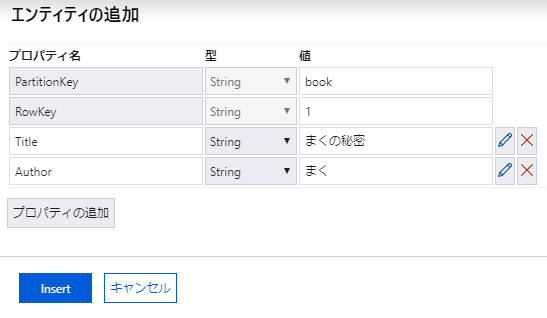 エンティティの追加
プロパティ名 型 値
PartitionKey String book
RowKey String 1
Title String まくの秘密
Author String まく
プロパティの追加
Insert キャンセル